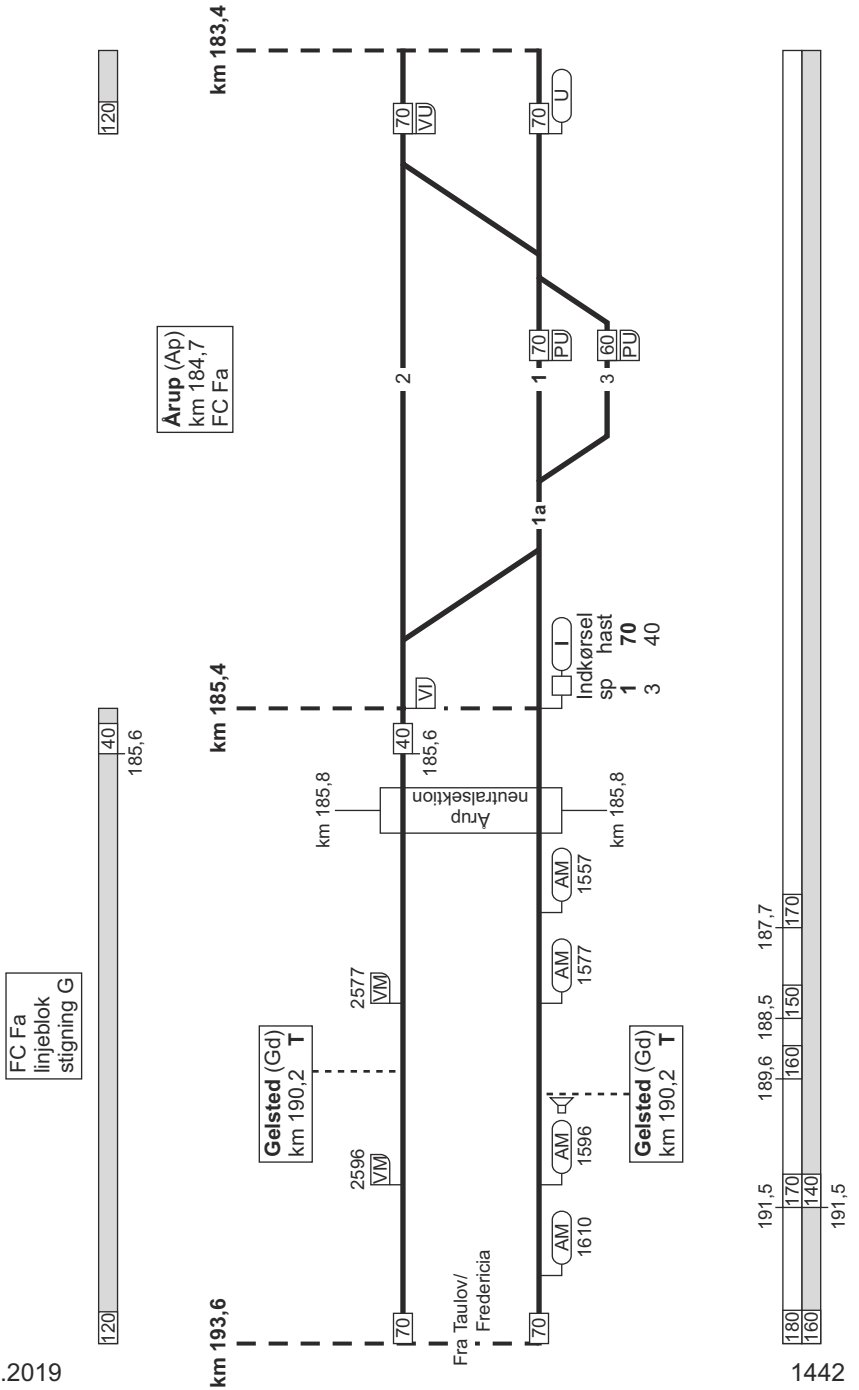 FC Fa
linjeblok
stigning G
120
40
185,6
120
km 193,6
km 185,4
km 183,4
Årup (Ap)
km 184,7
FC Fa
Gelsted (Gd)
km 190,2 T
2596
VM
2577
VM
km 185,8
40
185,6
VI
70
2
70
VU
Fra Taulov/
Fredericia
Årup
neutralsektion
1a
1
70
PU
3
60
PU
70
70
U
AM
1610
AM
1596
AM
1577
AM
1557
km 185,8
I
Indkørsel
sp hast
1 70
3 40
Gelsted (Gd)
km 190,2 T
191,5
189,6
188,5
187,7
180
170
160
150
170
160
140
191,5
.2019
1442